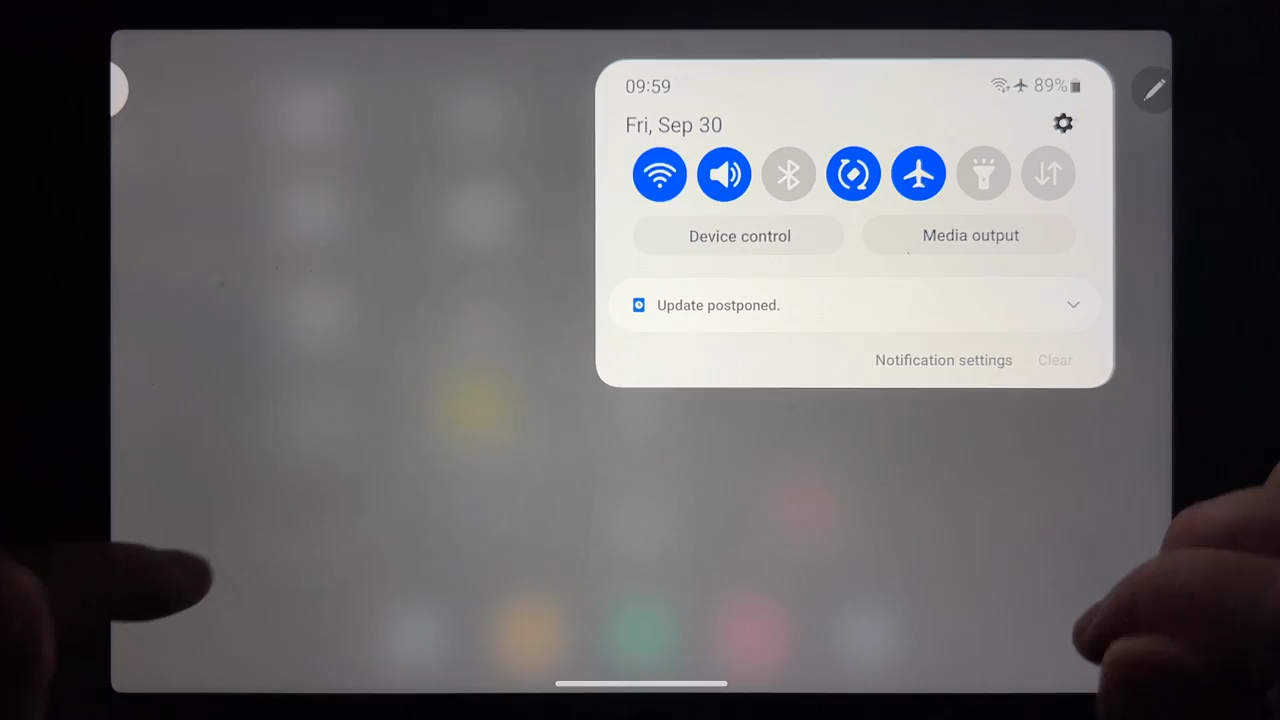 09:59
89%
Fri, Sep 30
Device control
Media output
Update postponed.
Notification settings
Clear